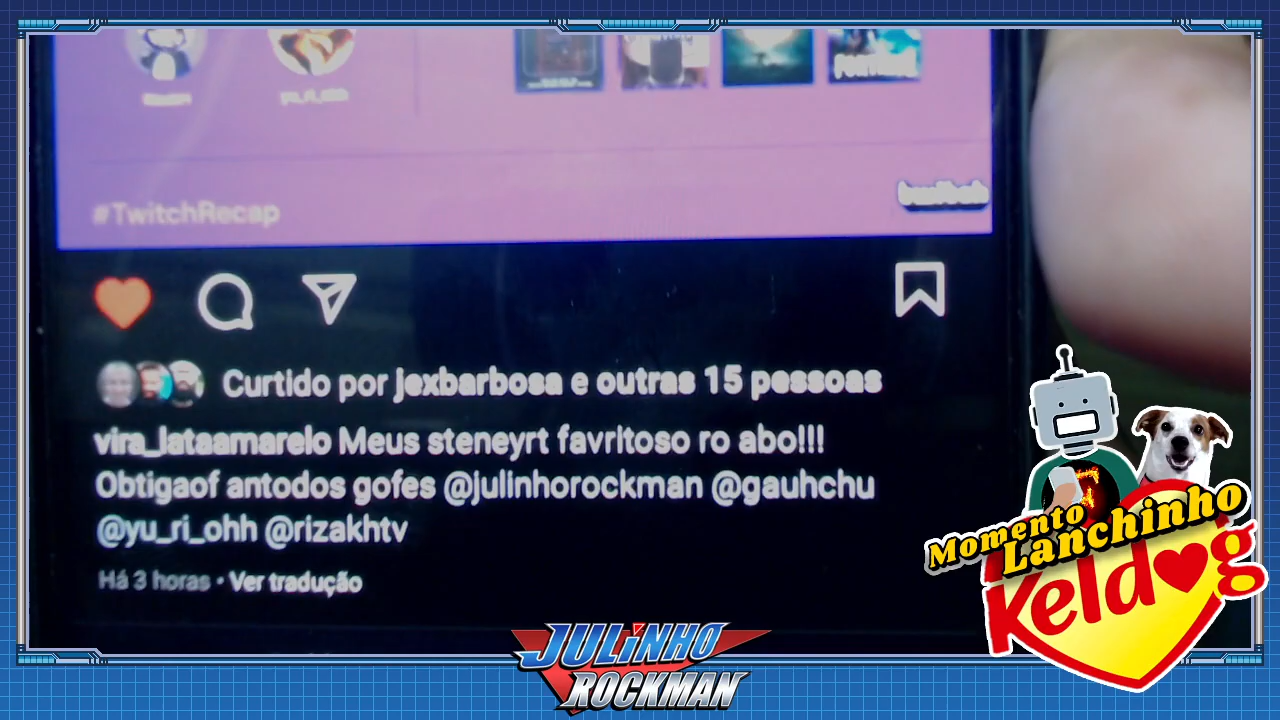 #TwitchRecap
twitch
Curtido por jexbarbosa e outras 15 pessoas
vira_lataamarelo Meus steneyrt favritoso ro abo!!!
Obtigaof antodos gofes @julinhorockman @gauhchu
@yu_ri_ohh @rizakhtv
Há 3 horas • Ver tradução
Momento
Lanchinho
Keldog
JULINHO
ROCKMAN